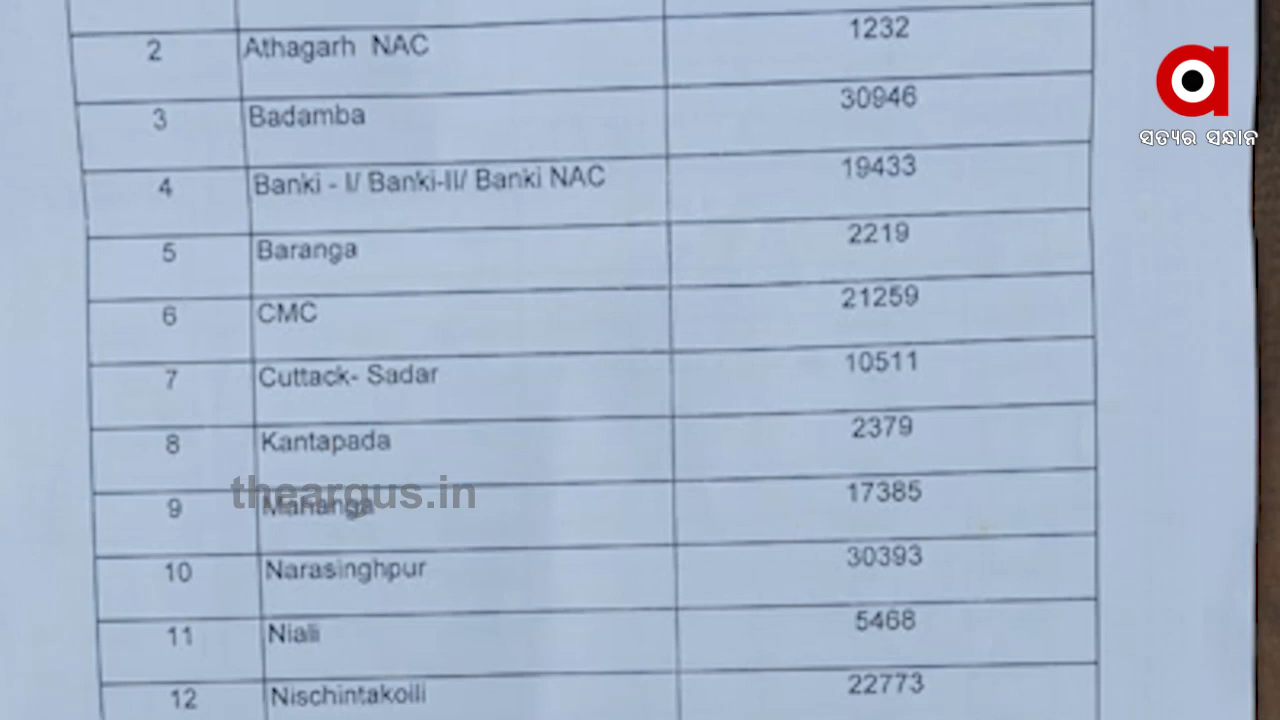 2 Athagarh NAC 1232
3 Badamba 30946
4 Banki - I/ Banki-II/ Banki NAC 19433
5 Baranga 2219
6 CMC 21259
7 Cuttack- Sadar 10511
8 Kantapada 2379
9 Mahanga 17385
10 Narasinghpur 30393
11 Niali 5468
12 Nischintakoili 22773
theargus.in
a
ସତ୍ୟର ସନ୍ଧାନ